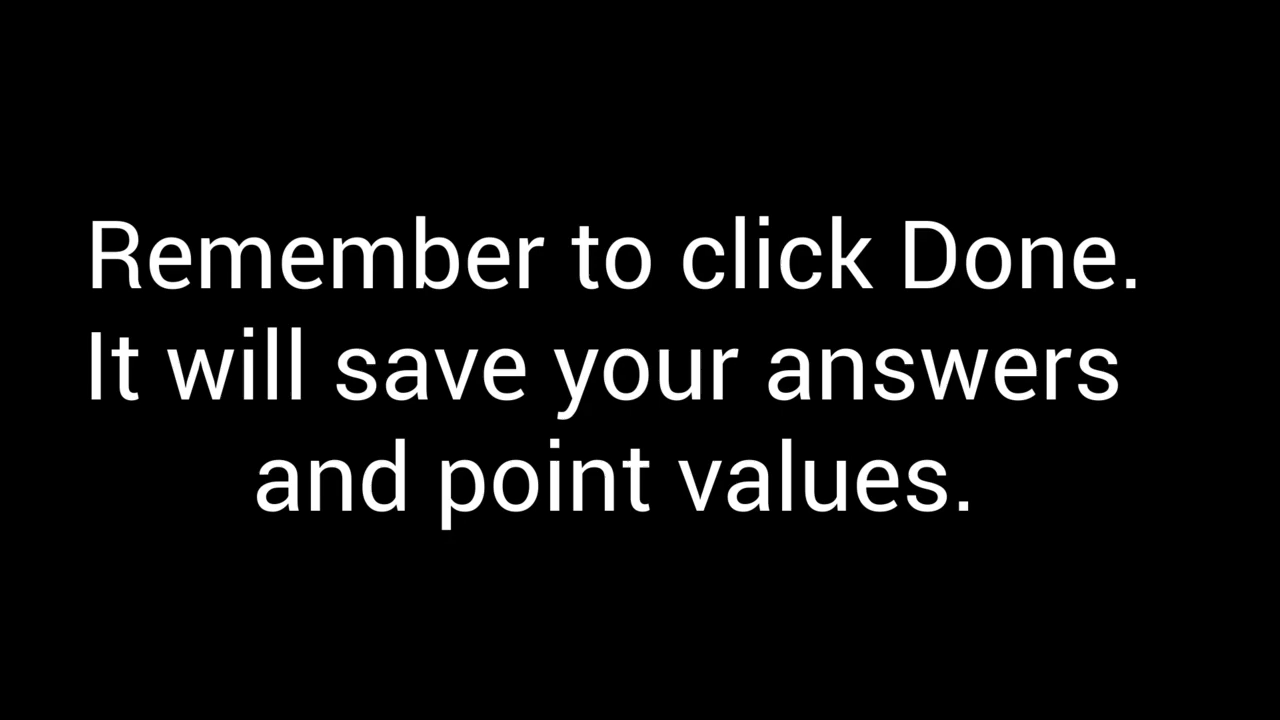 Remember to click Done.
It will save your answers
and point values.